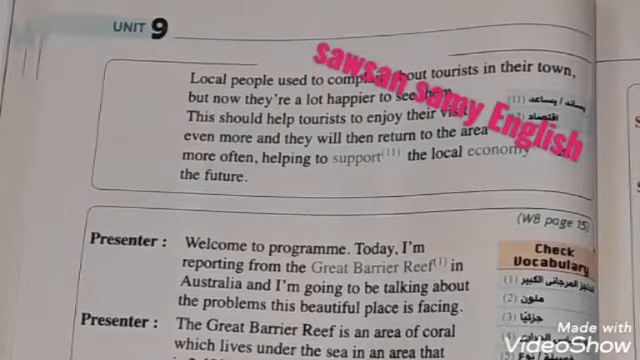 UNIT 9
Local people used to about tourists in their town,
but now they're a lot happier to see
This should help tourists to enjoy their
even more and they will then return to the area
more often, helping to support(11) the local economy
the future.
sawsan samy English
(11) يساند / يساعد
اقتصاد
(WB page 15)
Presenter : Welcome to programme. Today, I'm
reporting from the Great Barrier Reef(1) in
Australia and I'm going to be talking about
the problems this beautiful place is facing.
Presenter : The Great Barrier Reef is an area of coral
which lives under the sea in an area that
Check
Vocabulary
(1) الحاجز المرجانى الكبير
(2) ملون
(3) جزئيًا
(4)
Made with
VideoShow